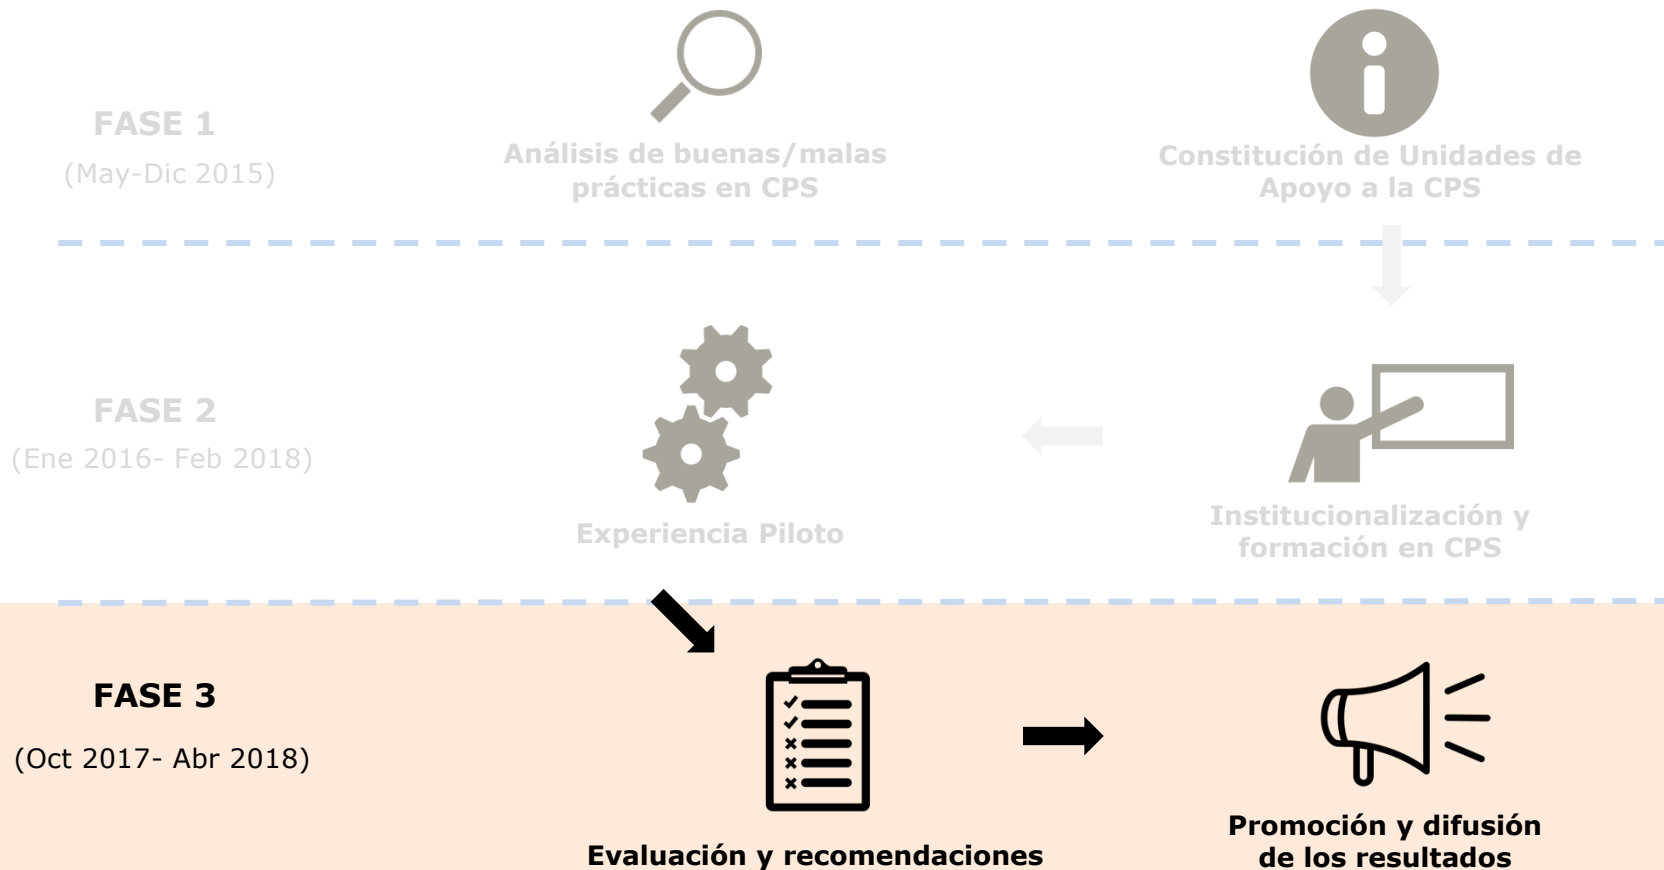 FASE 1
(May-Dic 2015)
Análisis de buenas/malas
prácticas en CPS
Constitución de Unidades de
Apoyo a la CPS
FASE 2
(Ene 2016- Feb 2018)
Experiencia Piloto
Institucionalización y
formación en CPS
FASE 3
(Oct 2017- Abr 2018)
Evaluación y recomendaciones
Promoción y difusión
de los resultados